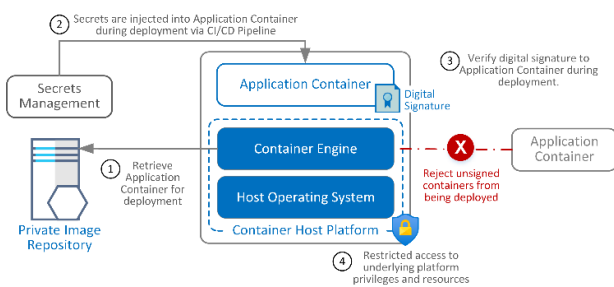 2
Secrets are injected into Application Container
during deployment via CI/CD Pipeline
Secrets
Management
Application Container
Digital
Signature
3
Verify digital signature to
Application Container during
deployment.
Container Engine
X
Application
Container
1
Retrieve
Application
Container for
deployment
Reject unsigned
containers from
being deployed
Host Operating System
Private Image
Repository
Container Host Platform
4
Restricted access to
underlying platform
privileges and resources